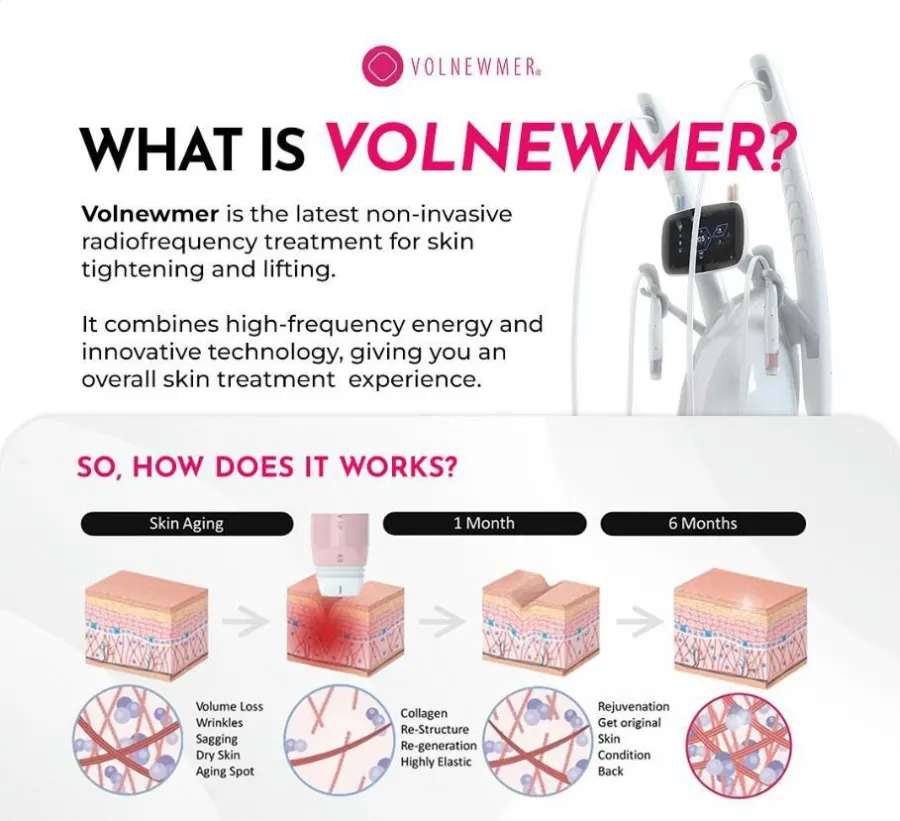 VOLNEWMER®
WHAT IS VOLNEWMER?
Volnewmer is the latest non-invasive
radiofrequency treatment for skin
tightening and lifting.
It combines high-frequency energy and
innovative technology, giving you an
overall skin treatment experience.
SO, HOW DOES IT WORKS?
Skin Aging
1 Month
6 Months
Volume Loss
Wrinkles
Sagging
Dry Skin
Aging Spot
Collagen
Re-Structure
Re-generation
Highly Elastic
Rejuvenation
Get original
Skin
Condition
Back